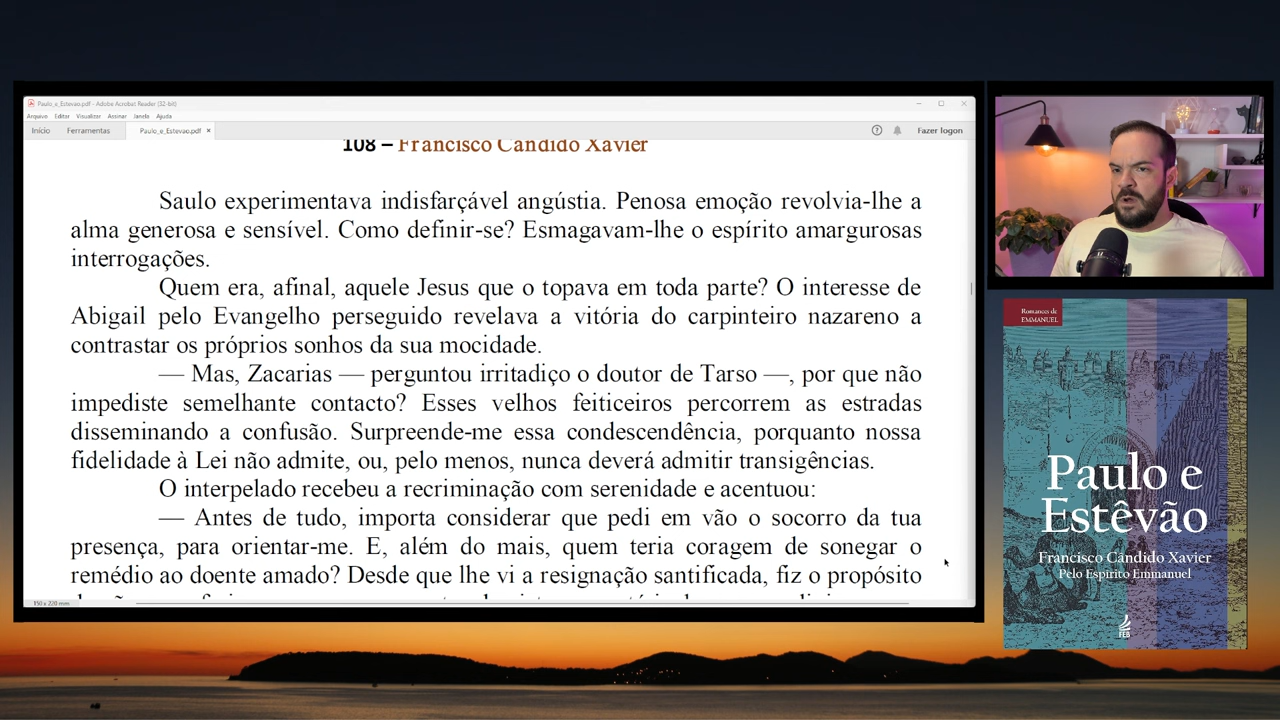 Paulo_e_Estevao.pdf - Adobe Acrobat Reader (32-bit)
Arquivo Editar Visualizar Assinar Janela Ajuda
Início Ferramentas Paulo_e_Estevao.pdf × Fazer logon
108 – Francisco Cândido Xavier
Saulo experimentava indisfarçável angústia. Penosa emoção revolvia-lhe a
alma generosa e sensível. Como definir-se? Esmagavam-lhe o espírito amargurosas
interrogações.
Quem era, afinal, aquele Jesus que o topava em toda parte? O interesse de
Abigail pelo Evangelho perseguido revelava a vitória do carpinteiro nazareno a
contrastar os próprios sonhos da sua mocidade.
— Mas, Zacarias — perguntou irritadiço o doutor de Tarso —, por que não
impediste semelhante contacto? Esses velhos feiticeiros percorrem as estradas
disseminando a confusão. Surpreende-me essa condescendência, porquanto nossa
fidelidade à Lei não admite, ou, pelo menos, nunca deverá admitir transigências.
O interpelado recebeu a recriminação com serenidade e acentuou:
— Antes de tudo, importa considerar que pedi em vão o socorro da tua
presença, para orientar-me. E, além do mais, quem teria coragem de sonegar o
remédio ao doente amado? Desde que lhe vi a resignação santificada, fiz o propósito
150 x 220 mm
Romances de
EMMANUEL
Paulo e
Estêvão
Francisco Cândido Xavier
Pelo Espírito Emmanuel
FEB